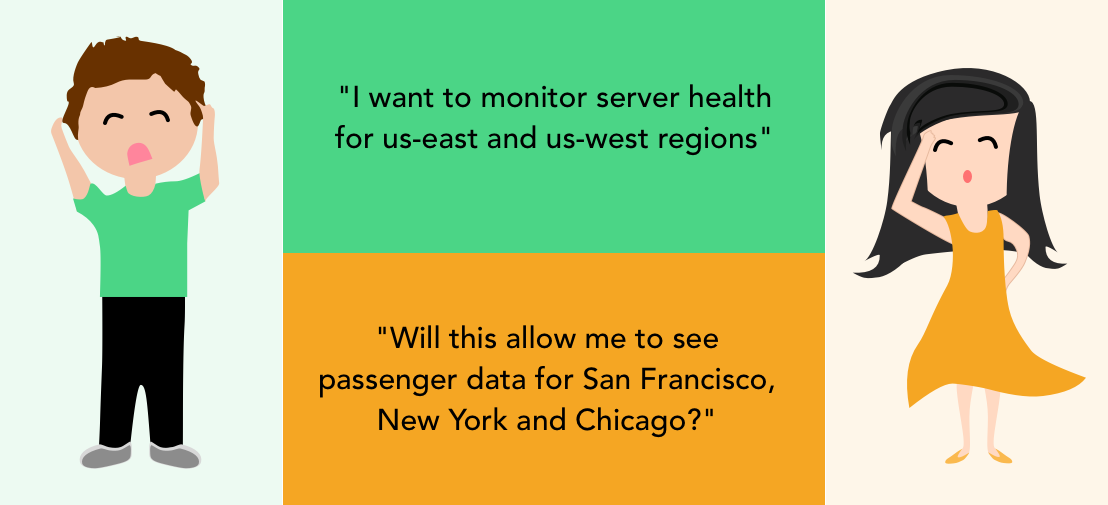 "I want to monitor server health
for us-east and us-west regions"
"Will this allow me to see
passenger data for San Francisco,
New York and Chicago?"